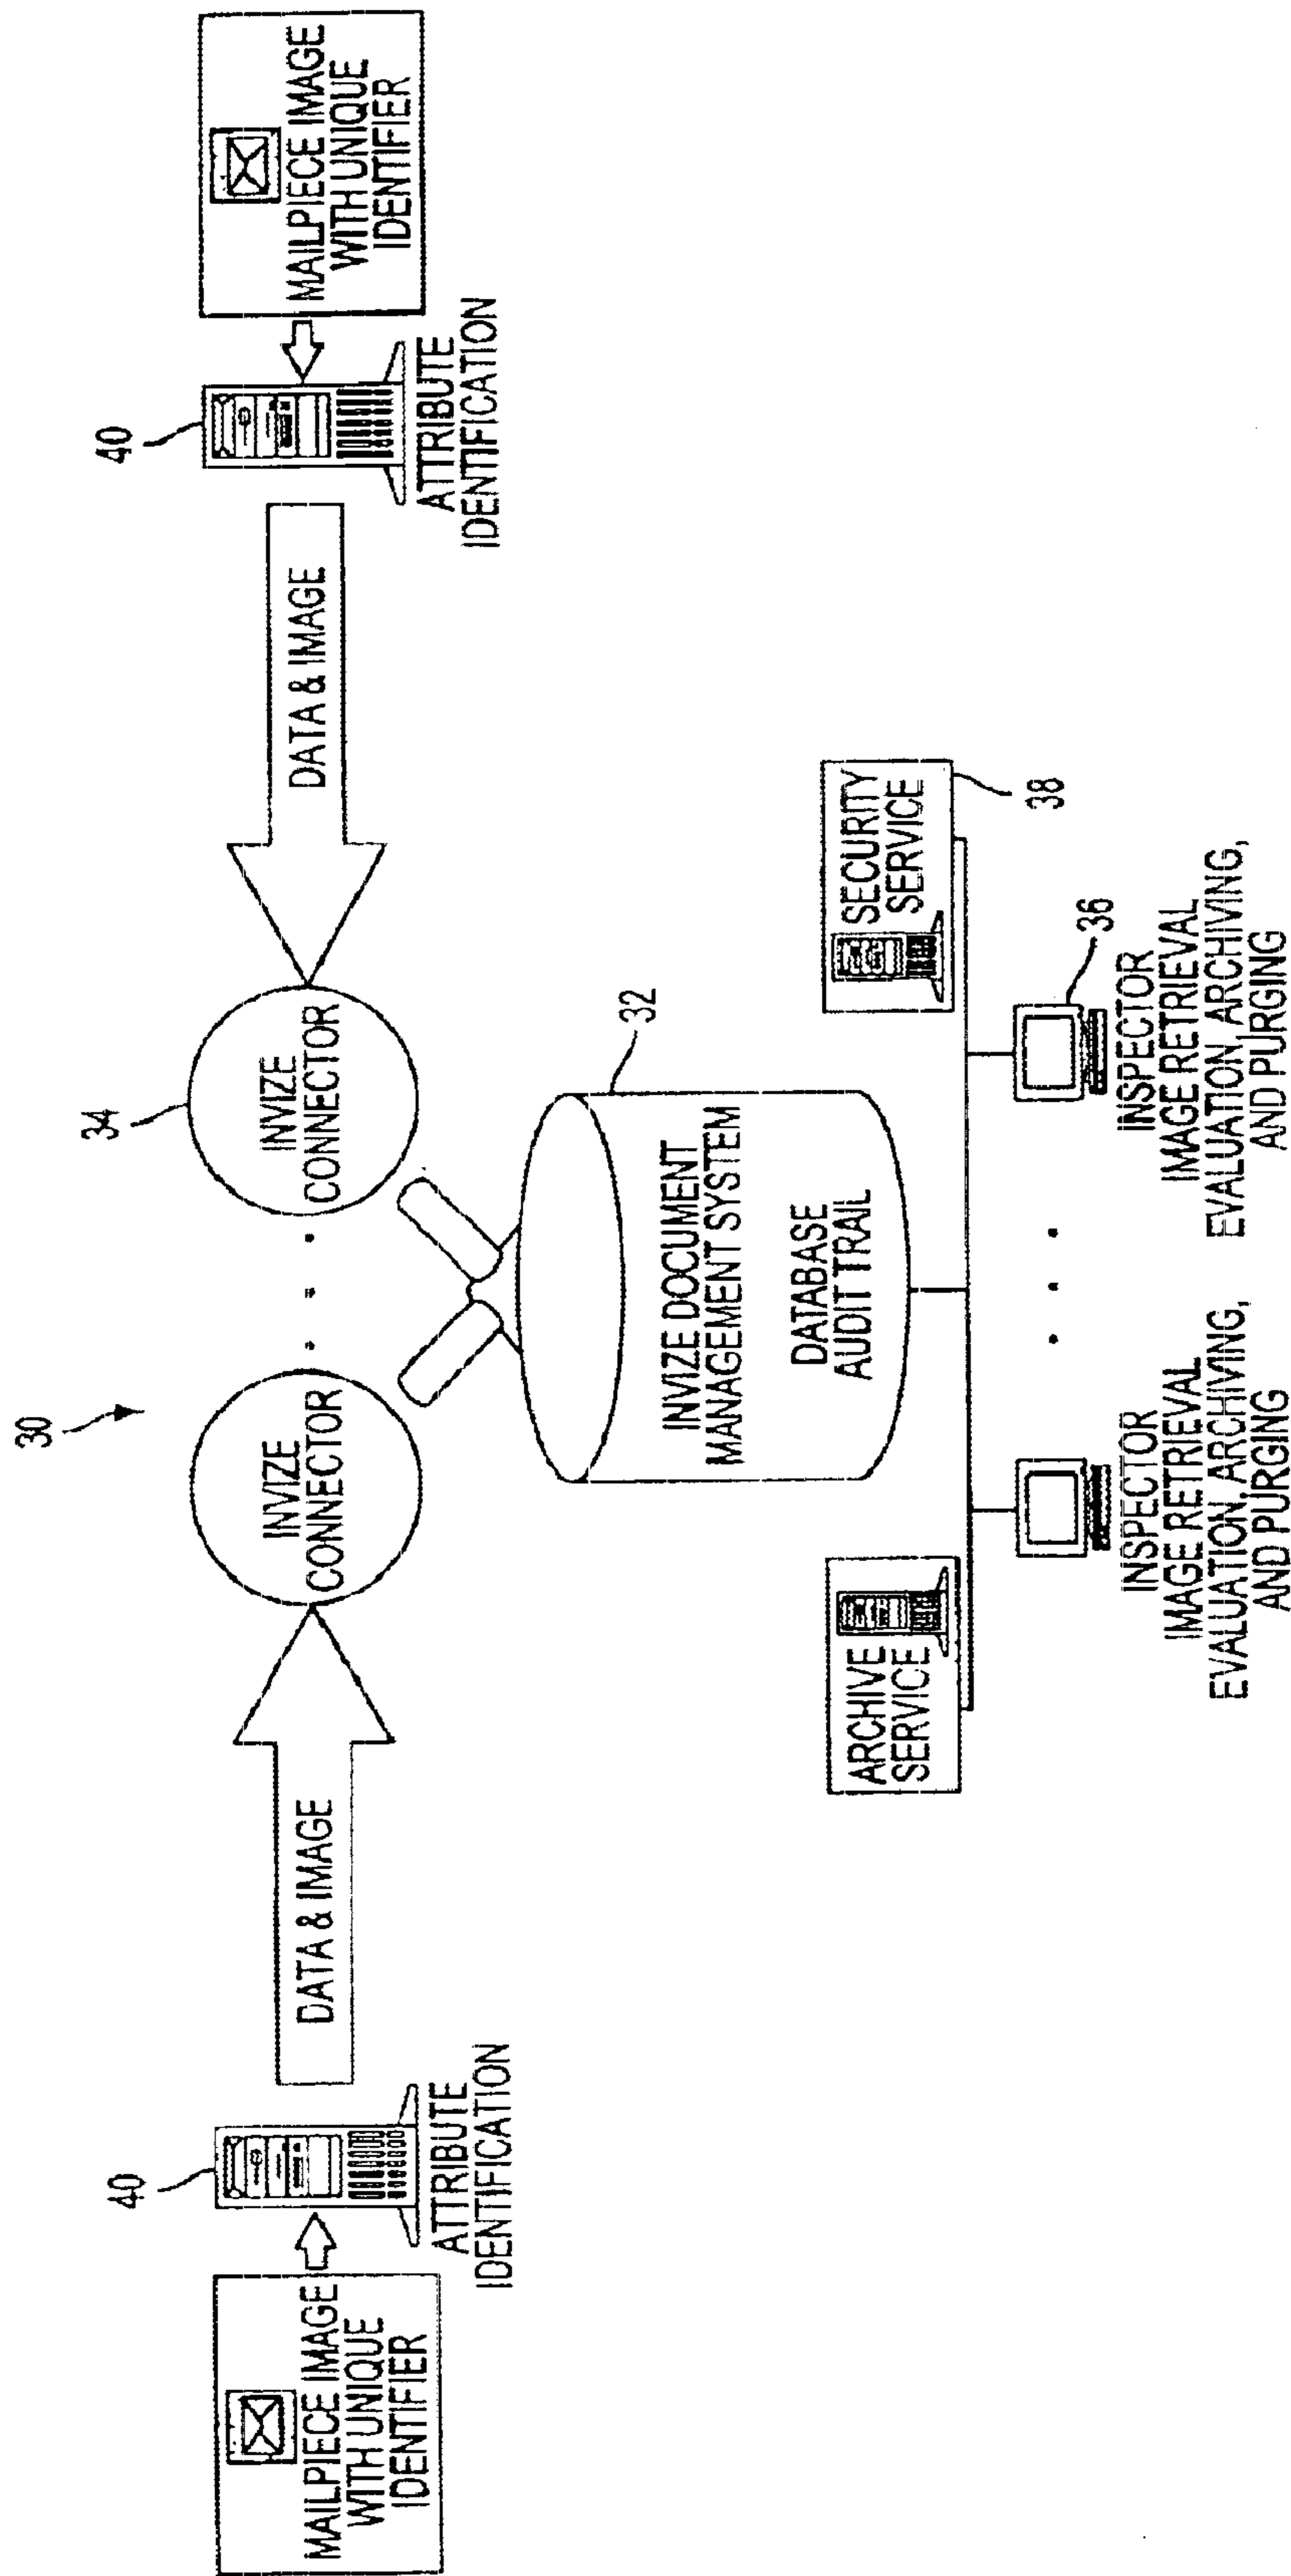 30
40
34
40
MAILPIECE IMAGE
WITH UNIQUE
IDENTIFIER
ATTRIBUTE
IDENTIFICATION
DATA & IMAGE
INVIZE
CONNECTOR
INVIZE
CONNECTOR
DATA & IMAGE
ATTRIBUTE
IDENTIFICATION
MAILPIECE IMAGE
WITH UNIQUE
IDENTIFIER
32
INVIZE DOCUMENT
MANAGEMENT SYSTEM
DATABASE
AUDIT TRAIL
ARCHIVE
SERVICE
SECURITY
SERVICE
38
36
INSPECTOR
IMAGE RETRIEVAL
EVALUATION, ARCHIVING,
AND PURGING
INSPECTOR
IMAGE RETRIEVAL
EVALUATION, ARCHIVING,
AND PURGING